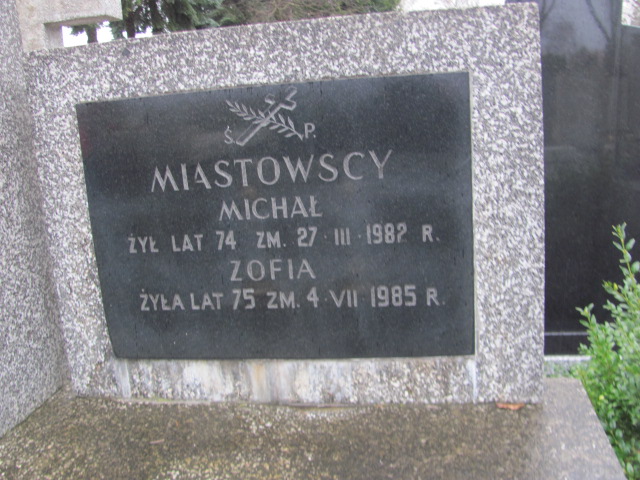 Ś. P.
MIASTOWSCY
MICHAŁ
ŻYŁ LAT 74 ZM. 27·III·1982 R.
ZOFIA
ŻYŁA LAT 75 ZM. 4·VII 1985 R.